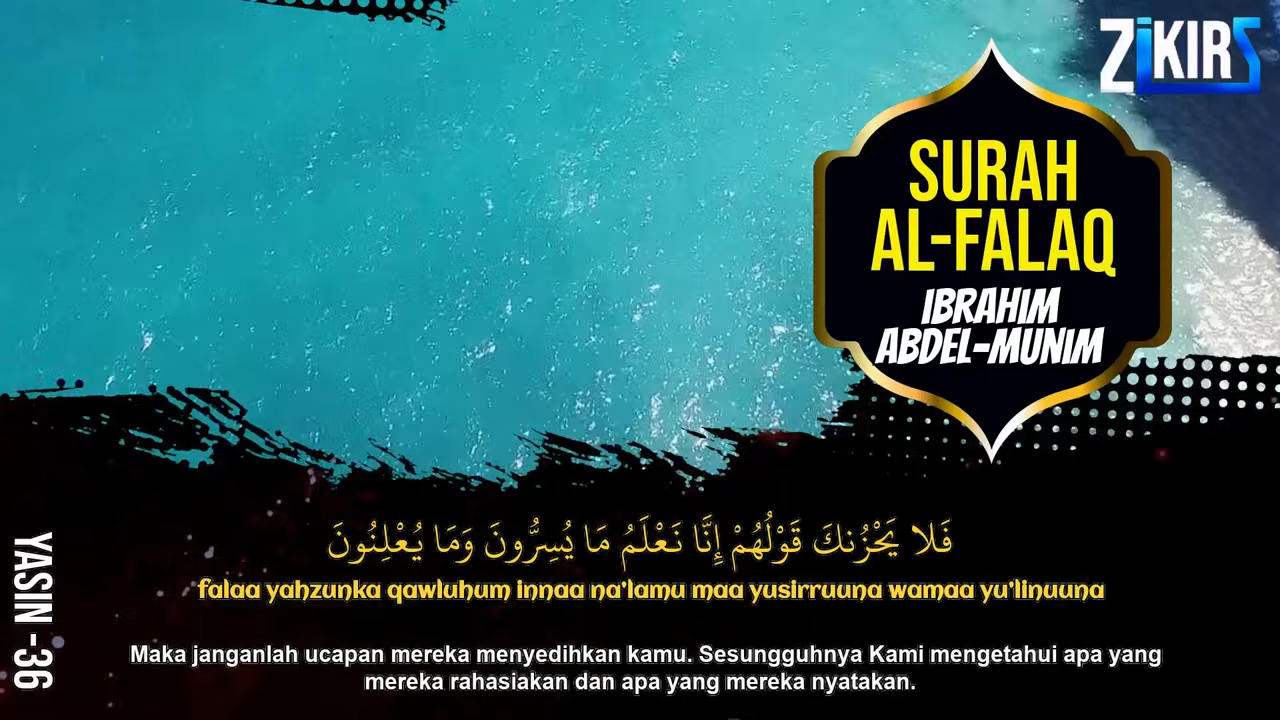 ZiKIRS
SURAH
AL-FALAQ
IBRAHIM
ABDEL-MUNIM
فَلا يَحْزُنكَ قَوْلُهُمْ إِنَّا نَعْلَمُ مَا يُسِرُّونَ وَمَا يُعْلِنُونَ
falaa yahzunka qawluhum innaa na'lamu maa yusirruuna wamaa yu'linuuna
YASIN -36
Maka janganlah ucapan mereka menyedihkan kamu. Sesungguhnya Kami mengetahui apa yang
mereka rahasiakan dan apa yang mereka nyatakan.